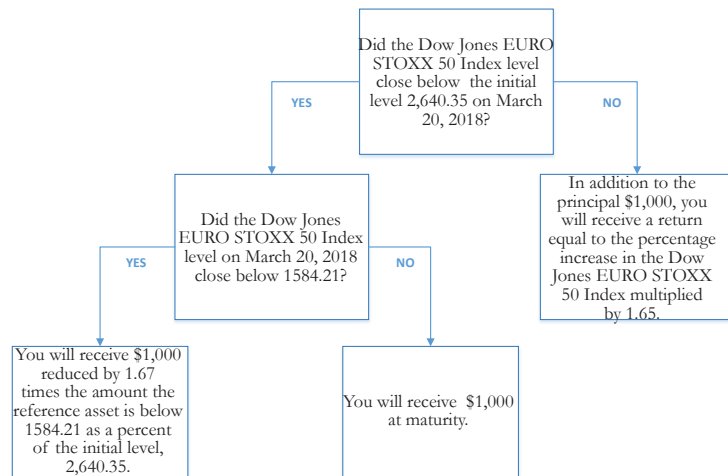 Did the Dow Jones EURO
STOXX 50 Index level
close below the initial
level 2,640.35 on March
20, 2018?
YES
NO
Did the Dow Jones
EURO STOXX 50 Index
level on March 20, 2018
close below 1584.21?
In addition to the
principal $1,000, you
will receive a return
equal to the percentage
increase in the Dow
Jones EURO STOXX
50 Index multiplied
by 1.65.
YES
NO
You will receive $1,000
reduced by 1.67
times the amount the
reference asset is below
1584.21 as a percent
of the initial level,
2,640.35.
You will receive $1,000
at maturity.